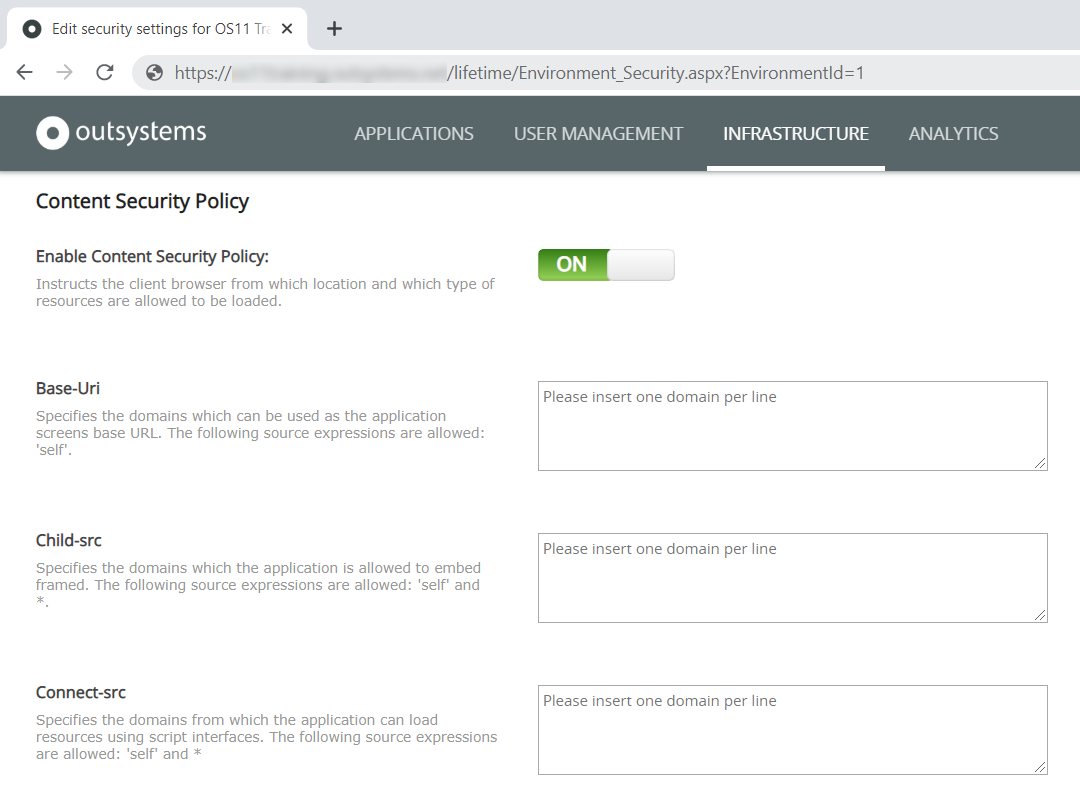 Edit security settings for OS11 Tra
https:// /lifetime/Environment_Security.aspx?EnvironmentId=1
outsystems APPLICATIONS USER MANAGEMENT INFRASTRUCTURE ANALYTICS
Content Security Policy
Enable Content Security Policy:
ON
Instructs the client browser from which location and which type of
resources are allowed to be loaded.
Base-Uri
Please insert one domain per line
Specifies the domains which can be used as the application
screens base URL. The following source expressions are allowed:
'self'.
Child-src
Please insert one domain per line
Specifies the domains which the application is allowed to embed
framed. The following source expressions are allowed: 'self' and
*.
Connect-src
Please insert one domain per line
Specifies the domains from which the application can load
resources using script interfaces. The following source expressions
are allowed: 'self' and *